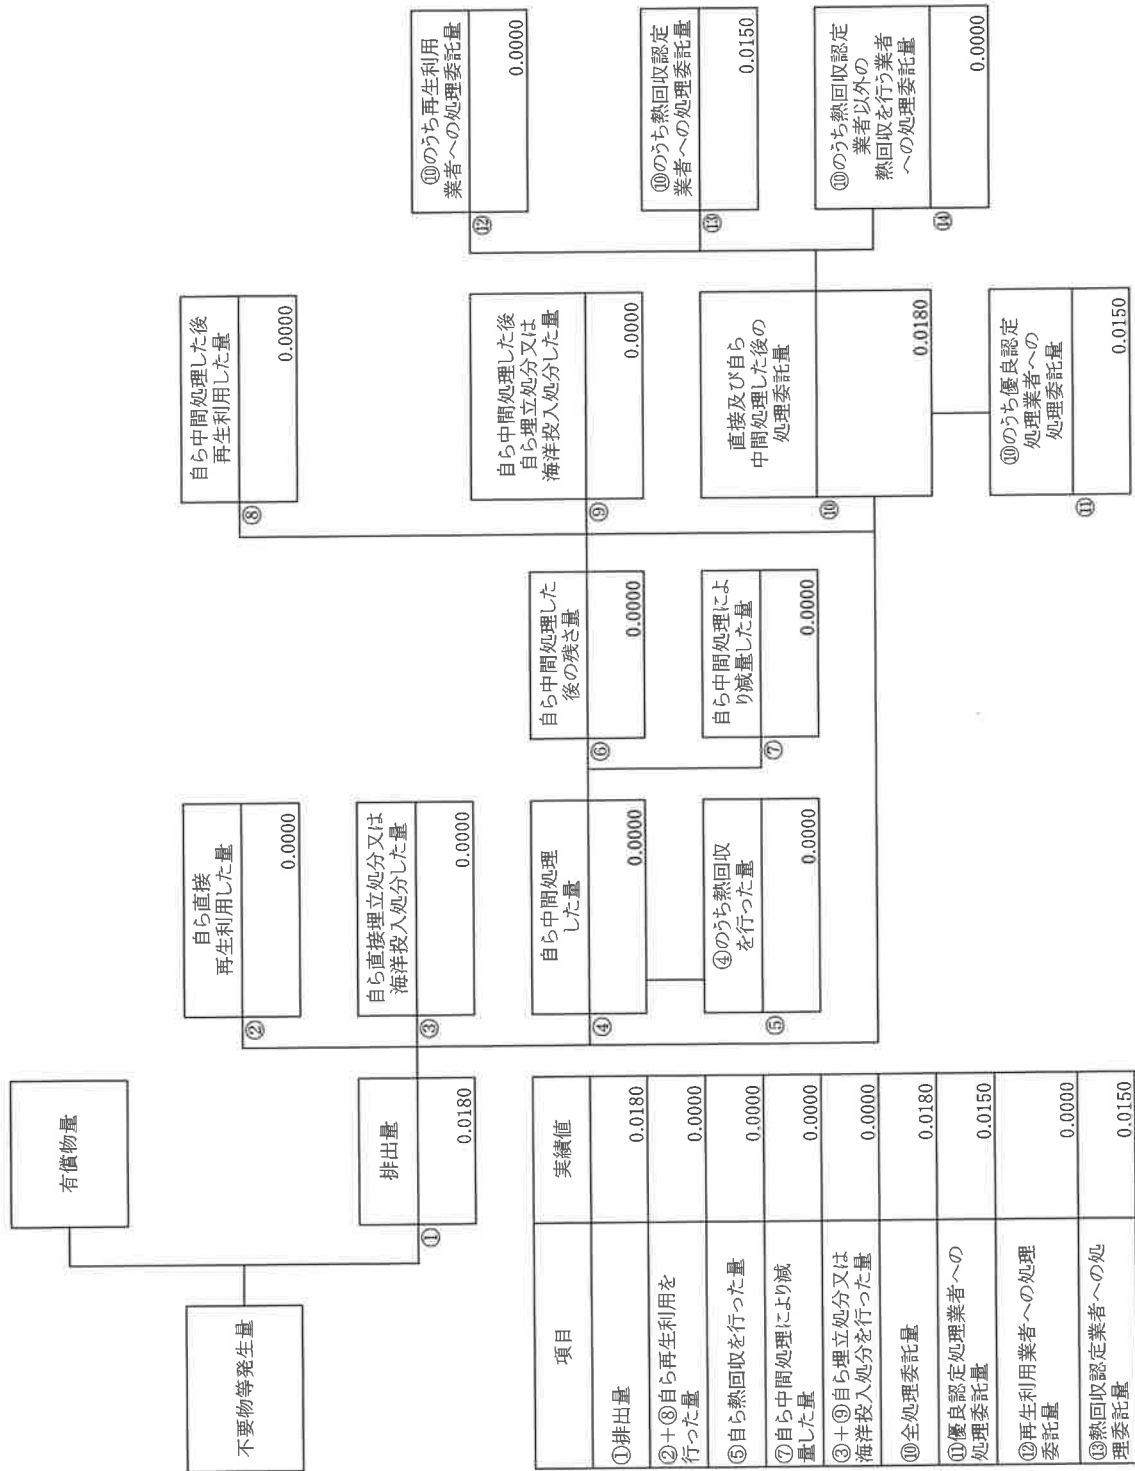 不要物等発生量
有償物量
①
排出量
0.0180
②
自ら直接
再生利用した量
0.0000
③
自ら直接埋立処分又は
海洋投入処分した量
0.0000
④
自ら中間処理
した量
0.0000
⑤
④のうち熱回収
を行った量
0.0000
⑥
自ら中間処理した
後の残さ量
0.0000
⑦
自ら中間処理によ
り減量した量
0.0000
⑧
自ら中間処理した後
再生利用した量
0.0000
⑨
自ら中間処理した後
自ら埋立処分又は
海洋投入処分した量
0.0000
⑩
直接及び自ら
中間処理した後の
処理委託量
0.0180
⑪
⑩のうち優良認定
処理業者への
処理委託量
0.0150
⑫
⑩のうち再生利用
業者への処理委託量
0.0000
⑬
⑩のうち熱回収認定
業者への処理委託量
0.0150
⑭
⑩のうち熱回収認定
業者以外の
熱回収を行う業者
への処理委託量
0.0000
項目 実績値
①排出量 0.0180
②+⑧自ら再生利用を
行った量 0.0000
⑤自ら熱回収を行った量 0.0000
⑦自ら中間処理により減
量した量 0.0000
③+⑨自ら埋立処分又は
海洋投入処分を行った量 0.0000
⑩全処理委託量 0.0180
⑪優良認定処理業者への
処理委託量 0.0150
⑫再生利用業者への処理
委託量 0.0000
⑬熱回収認定業者への処
理委託量 0.0150